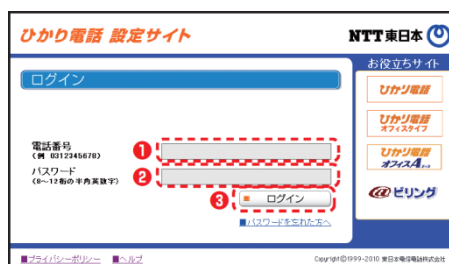 ひかり電話 設定サイト
NTT東日本
お役立ちサイト
ログイン
ひかり電話
ひかり電話
オフィスタイプ
ひかり電話
オフィスA
電話番号
(例 0312345678)
1
パスワード
(8～12桁の半角英数字)
2
@ビリング
3
ログイン
■パスワードを忘れた方へ
■プライバシーポリシー ■ヘルプ
Copyright©1999-2010 東日本電信電話株式会社